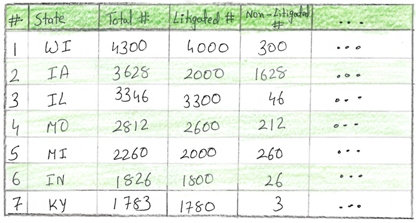 # State Total # Litigated # Non-Litigated # ...
1 WI 4300 4000 300 ...
2 IA 3628 2000 1628 ...
3 IL 3346 3300 46 ...
4 MO 2812 2600 212 ...
5 MI 2260 2000 260 ...
6 IN 1826 1800 26 ...
7 KY 1783 1780 3 ...